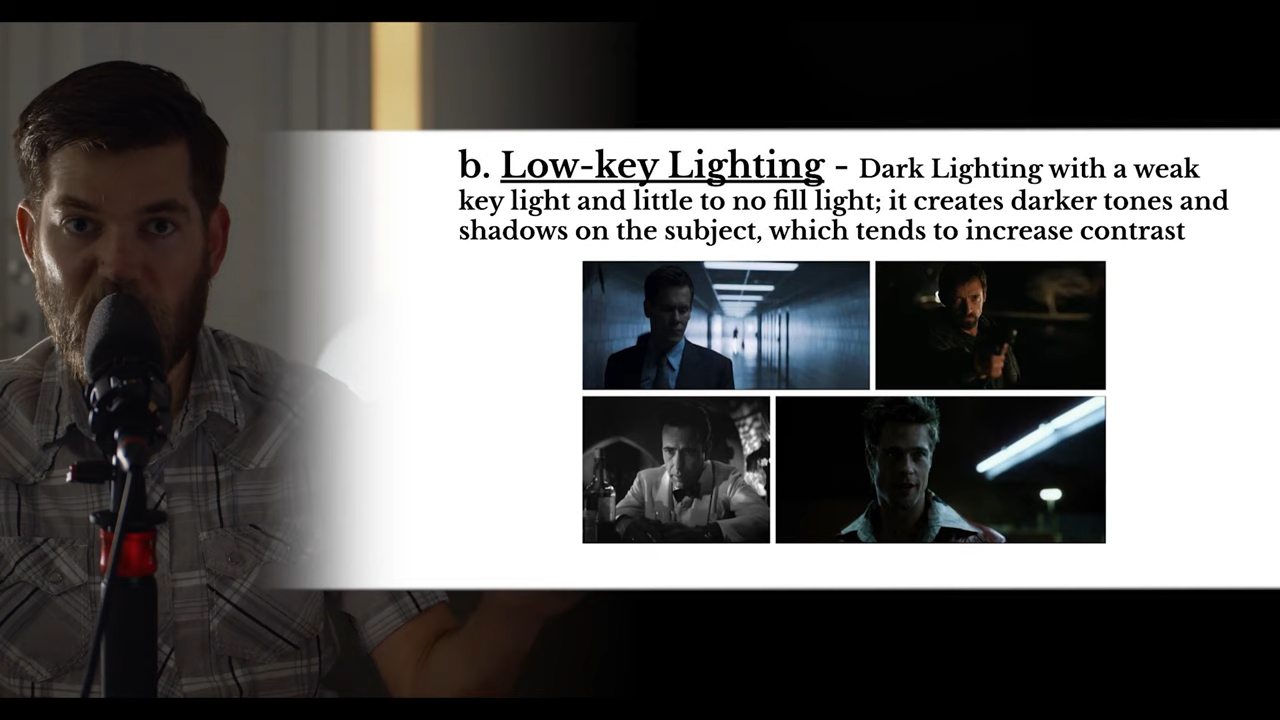 b. Low-key Lighting - Dark Lighting with a weak
key light and little to no fill light; it creates darker tones and
shadows on the subject, which tends to increase contrast